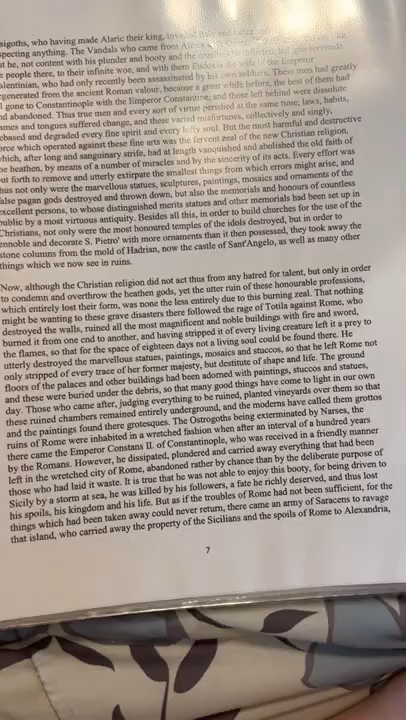 sigoths, who having made Alaric their king,
specting anything. The Vandals who came from
ut he, not content with his plunder and booty and the
e people there, to their infinite woe, and with them Eudoxia the wife of the Emperor
alentinian, who had only recently been assassinated by his own soldiers. These men had greatly
egenerated from the ancient Roman valour, because a great while before, the best of them had
l gone to Constantinople with the Emperor Constantine, and those left behind were dissolute
nd abandoned. Thus true men and every sort of virtue perished at the same time; laws, habits,
ames and tongues suffered change, and these varied misfortunes, collectively and singly,
ebased and degraded every fine spirit and every lofty soul. But the most harmful and destructive
orce which operated against these fine arts was the fervent zeal of the new Christian religion,
hich, after long and sanguinary strife, had at length vanquished and abolished the old faith of
e heathen, by means of a number of miracles and by the sincerity of its acts. Every effort was
ut forth to remove and utterly extirpate the smallest things from which errors might arise, and
hus not only were the marvellous statues, sculptures, paintings, mosaics and ornaments of the
alse pagan gods destroyed and thrown down, but also the memorials and honours of countless
excellent persons, to whose distinguished merits statues and other memorials had been set up in
public by a most virtuous antiquity. Besides all this, in order to build churches for the use of the
Christians, not only were the most honoured temples of the idols destroyed, but in order to
ennoble and decorate S. Pietro' with more ornaments than it then possessed, they took away the
stone columns from the mold of Hadrian, now the castle of Sant'Angelo, as well as many other
things which we now see in ruins.
Now, although the Christian religion did not act thus from any hatred for talent, but only in order
to condemn and overthrow the heathen gods, yet the utter ruin of these honourable professions,
which entirely lost their form, was none the less entirely due to this burning zeal. That nothing
might be wanting to these grave disasters there followed the rage of Totila against Rome, who
destroyed the walls, ruined all the most magnificent and noble buildings with fire and sword,
burned it from one end to another, and having stripped it of every living creature left it a prey to
the flames, so that for the space of eighteen days not a living soul could be found there. He
utterly destroyed the marvellous statues, paintings, mosaics and stuccos, so that he left Rome not
only stripped of every trace of her former majesty, but destitute of shape and life. The ground
floors of the palaces and other buildings had been adorned with paintings, stuccos and statues,
and these were buried under the debris, so that many good things have come to light in our own
day. Those who came after, judging everything to be ruined, planted vineyards over them so that
these ruined chambers remained entirely underground, and the moderns have called them grottos
and the paintings found there grotesques. The Ostrogoths being exterminated by Narses, the
ruins of Rome were inhabited in a wretched fashion when after an interval of a hundred years
there came the Emperor Constans II. of Constantinople, who was received in a friendly manner
by the Romans. However, he dissipated, plundered and carried away everything that had been
left in the wretched city of Rome, abandoned rather by chance than by the deliberate purpose of
those who had laid it waste. It is true that he was not able to enjoy this booty, for being driven to
Sicily by a storm at sea, he was killed by his followers, a fate he richly deserved, and thus lost
his spoils, his kingdom and his life. But as if the troubles of Rome had not been sufficient, for the
things which had been taken away could never return, there came an army of Saracens to ravage
that island, who carried away the property of the Sicilians and the spoils of Rome to Alexandria,
7